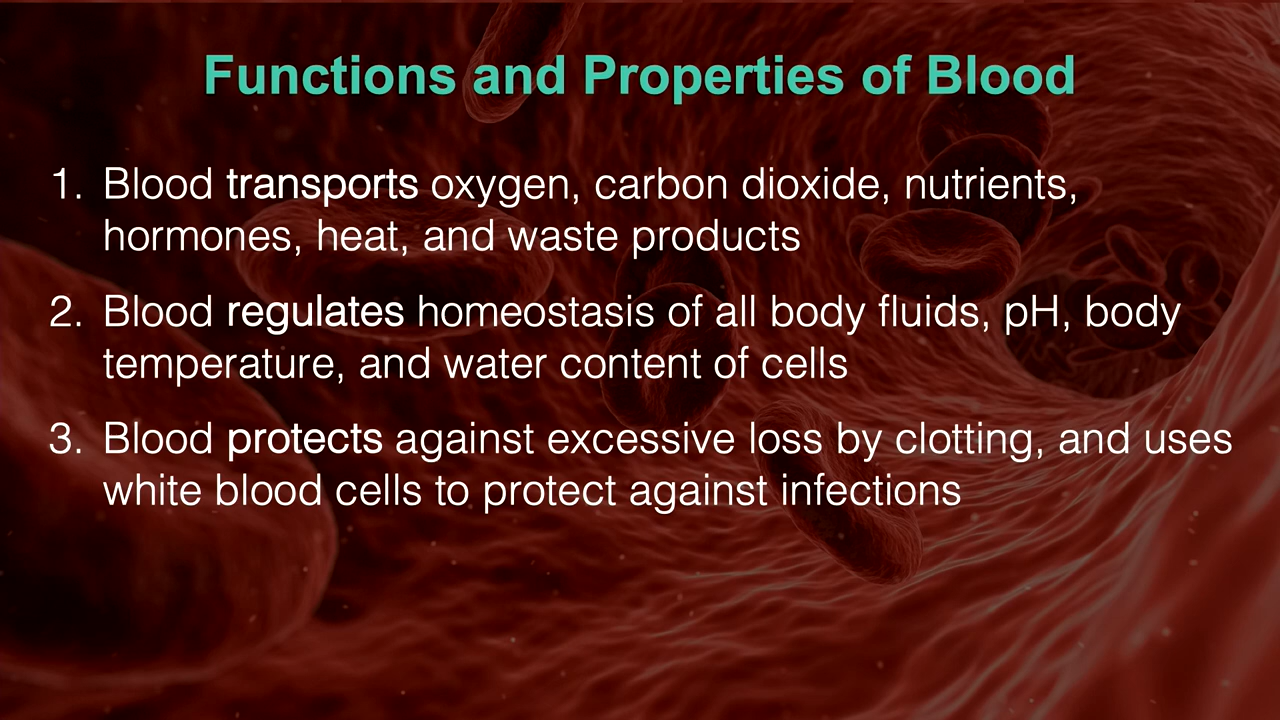 Functions and Properties of Blood
1. Blood transports oxygen, carbon dioxide, nutrients,
hormones, heat, and waste products
2. Blood regulates homeostasis of all body fluids, pH, body
temperature, and water content of cells
3. Blood protects against excessive loss by clotting, and uses
white blood cells to protect against infections